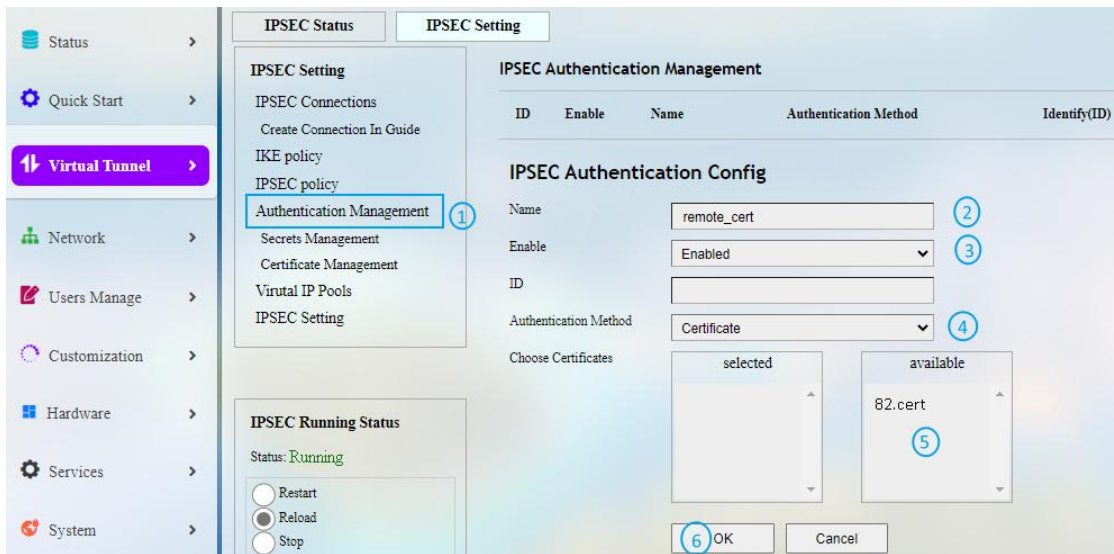 Status
Quick Start
Virtual Tunnel
Network
Users Manage
Customization
Hardware
Services
System
IPSEC Status
IPSEC Setting
IPSEC Setting
IPSEC Connections
Create Connection In Guide
IKE policy
IPSEC policy
Authentication Management 1
Secrets Management
Certificate Management
Virutal IP Pools
IPSEC Setting
IPSEC Running Status
Status: Running
Restart
Reload
Stop
IPSEC Authentication Management
ID Enable Name Authentication Method Identify(ID)
IPSEC Authentication Config
Name remote_cert 2
Enable Enabled 3
ID
Authentication Method Certificate 4
Choose Certificates selected available
82.cert
5
6 OK Cancel